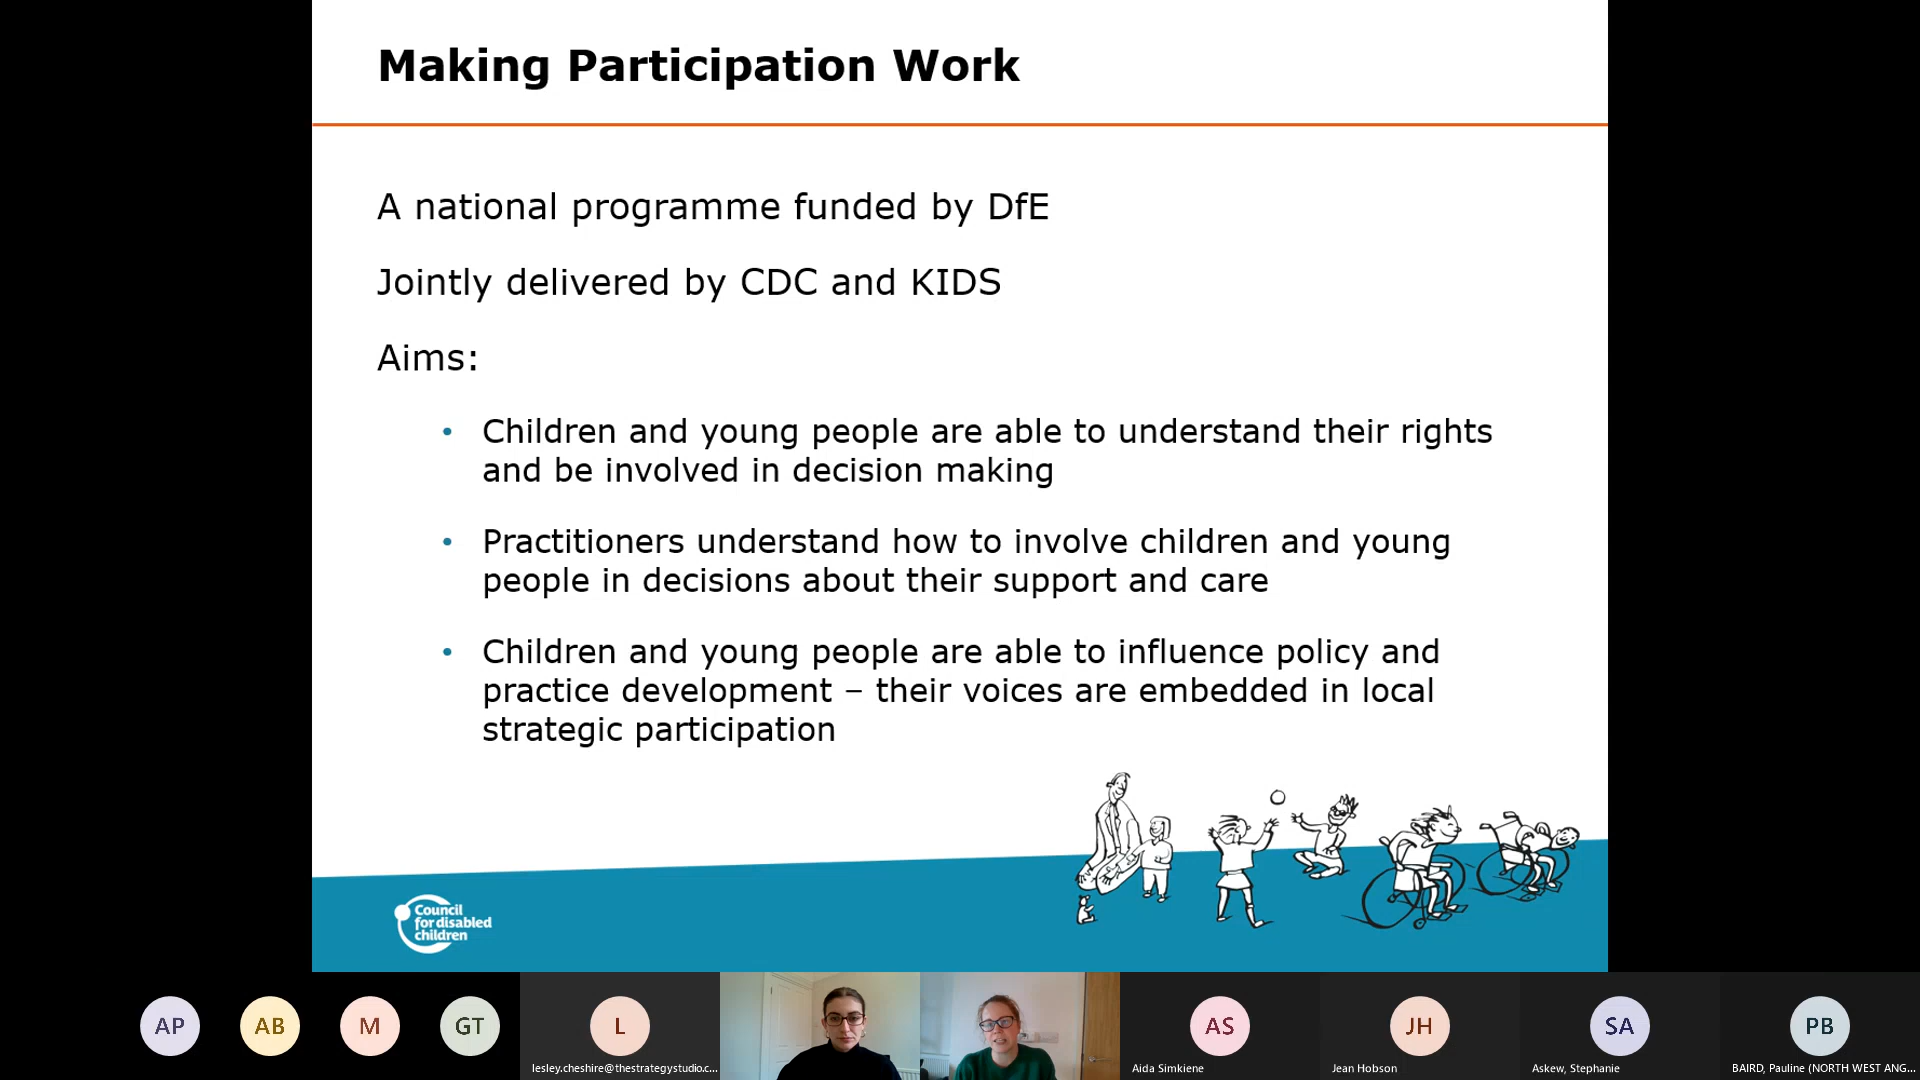 Making Participation Work
A national programme funded by DfE
Jointly delivered by CDC and KIDS
Aims:
• Children and young people are able to understand their rights
and be involved in decision making
• Practitioners understand how to involve children and young
people in decisions about their support and care
• Children and young people are able to influence policy and
practice development – their voices are embedded in local
strategic participation
Council
for disabled
children
AP
AB
M
GT
L
lesley.cheshire@thestrategystudio.c...
AS
Aida Simkiene
JH
Jean Hobson
SA
Askew, Stephanie
PB
BAIRD, Pauline (NORTH WEST ANG...